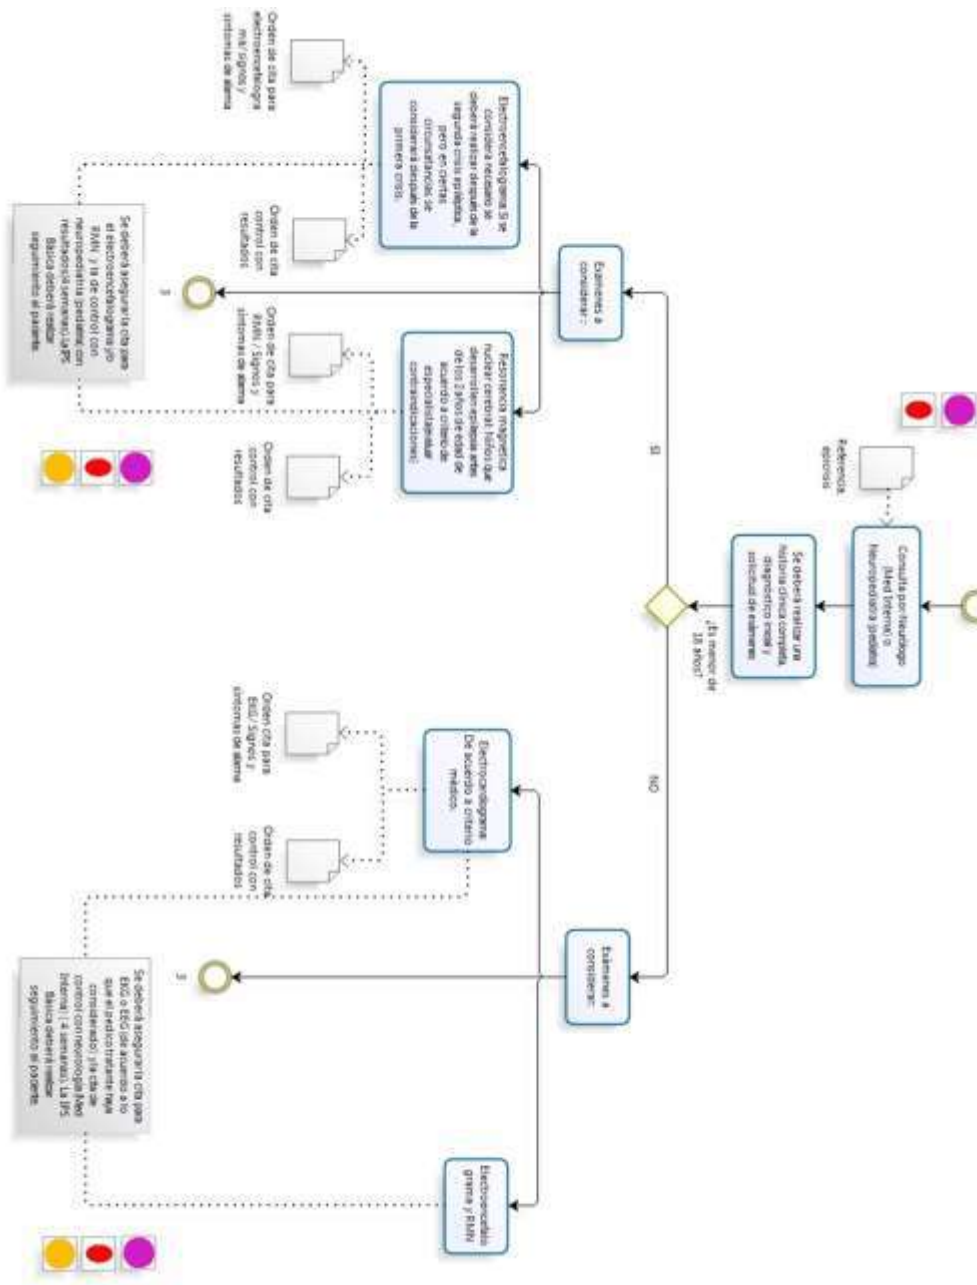 Referencia,
epicrisis
Consulta por Neurólogo
(Med Interna) o
Neuropediatra (pediatra)
Se deberá realizar una
historia clínica completa,
diagnóstico inicial y
solicitud de exámenes
¿Es menor de
18 años?
SI
NO
Exámenes a
considerar:
Electroencefalograma: Si se
considera necesario se
deberá realizar después de la
segunda crisis epiléptica,
pero en ciertas
circunstancias se
considerará después de la
primera crisis.
Orden de cita para
electroencefalogra
ma/ signos y
síntomas de alarma
Orden de cita
control con
resultados
Resonancia magnetica
nuclear cerebral: Niños que
desarrollen epilepsia antes
de los 2 años de edad de
acuerdo a criterio de
especialista(evaluar
contraindicaciones)
Orden de cita para
RMN / Signos y
síntomas de alarma
Orden de cita
control con
resultados
3
Se deberá asegurar la cita para
el electroencefalograma y/o
RMN y la de control con
neuropediatría (pediatra) con
resultados(4 semanas). La IPS
Básica deberá realizar
seguimiento al paciente.
Exámenes a
considerar:
Electrocardiograma:
De acuerdo a criterio
médico.
Orden cita para
EKG/ Signos y
síntomas de alarma
Orden de cita
control con
resultados
Electroencefalo
grama y RMN
3
Se deberá asegurar la cita para
EKG o EEG (de acuerdo a lo
que el pedico tratante haya
considerado) y la cita de
control con neurología (Med
Interna) ( 4 semanas). La IPS
Básica deberá realizar
seguimiento al paciente.